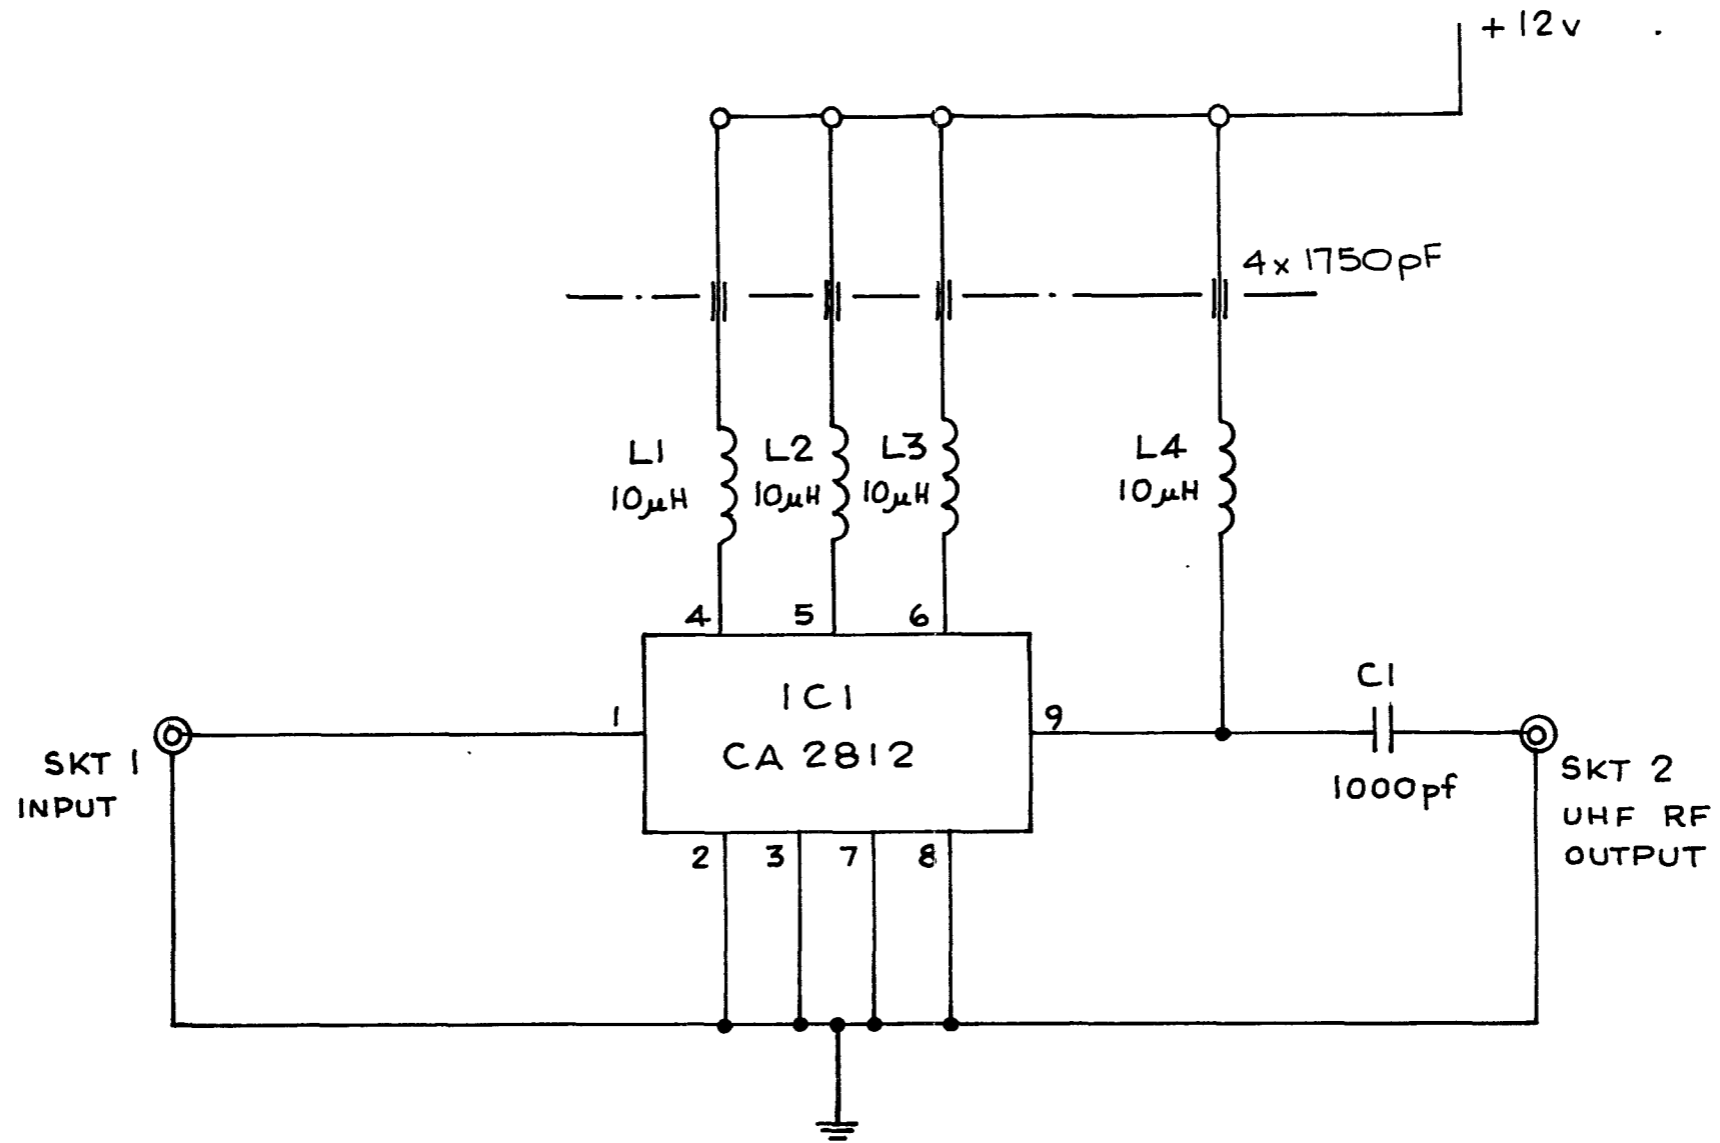 +12v
4x 1750pF
L1
10µH
L2
10µH
L3
10µH
L4
10µH
4
5
6
IC1
CA 2812
1
9
C1
1000pf
SKT 1
INPUT
SKT 2
UHF RF
OUTPUT
2
3
7
8